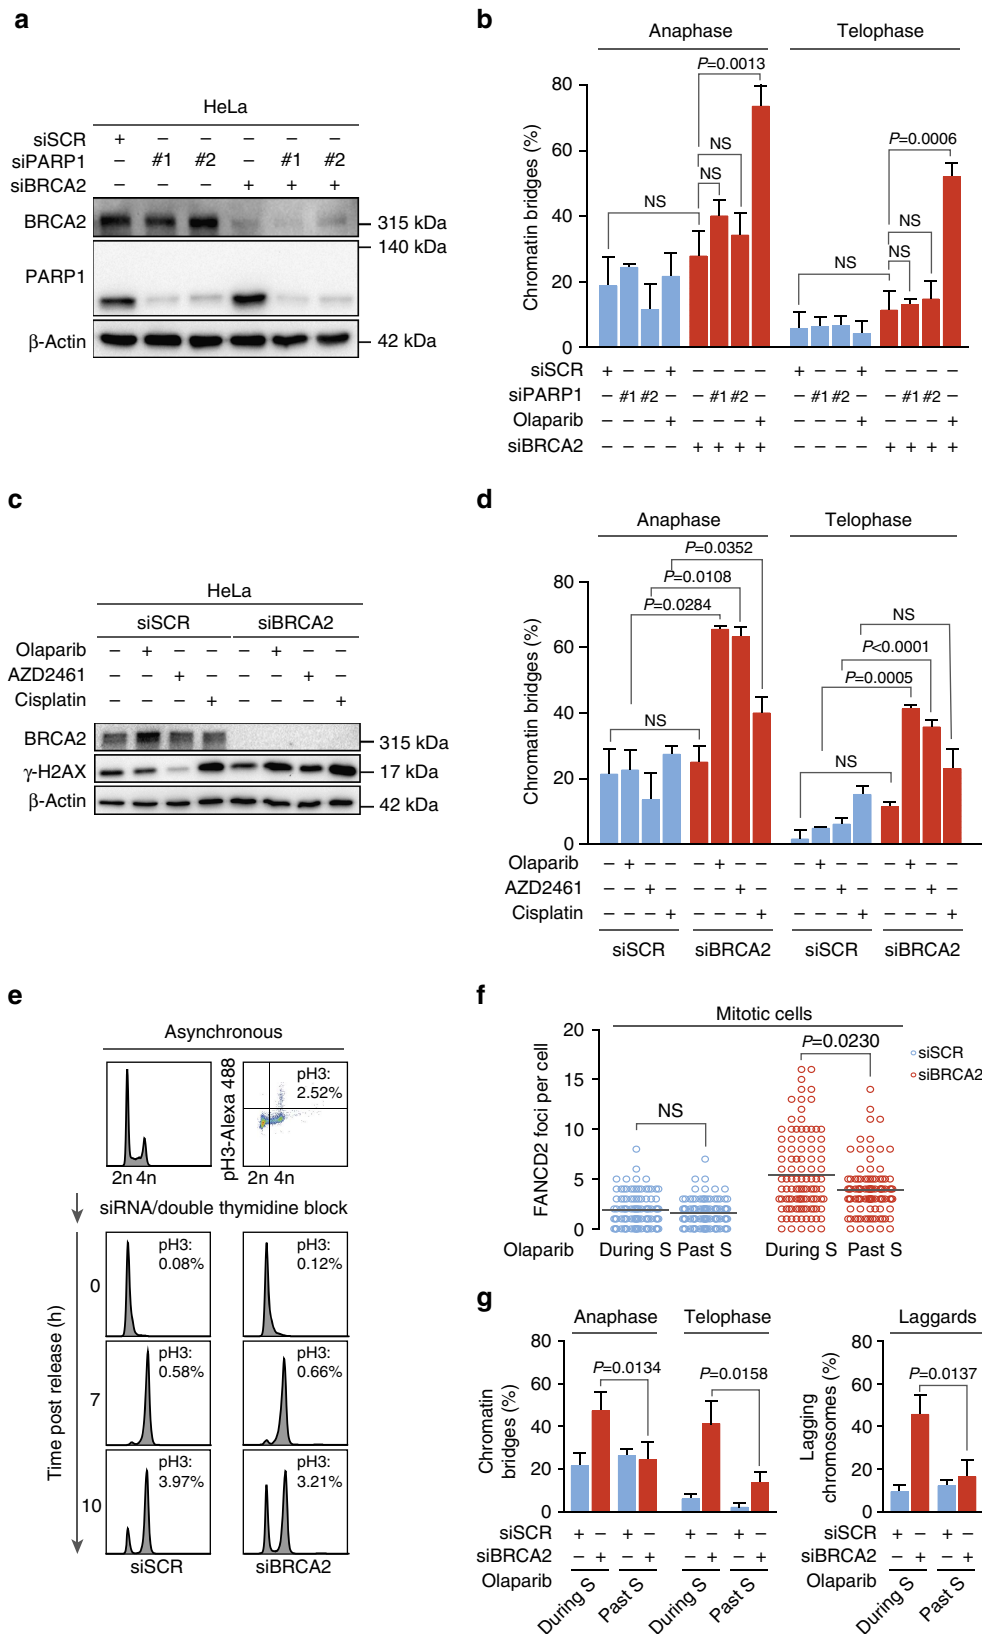 a
HeLa
siSCR + – – – – –
siPARP1 – #1 #2 – #1 #2
siBRCA2 – – – + + +
BRCA2
315 kDa
140 kDa
PARP1
β-Actin
42 kDa
b
Anaphase Telophase
P=0.0013
P=0.0006
NS NS NS
NS NS NS
Chromatin bridges (%)
80
60
40
20
0
siSCR + – – + – – – – + – – + – – – –
siPARP1 – #1 #2 – – #1 #2 – – #1 #2 – – #1 #2 –
Olaparib – – – + – – – + – – – + – – – +
siBRCA2 – – – – + + + + – – – – + + + +
c
HeLa
siSCR siBRCA2
Olaparib – + – – – + – –
AZD2461 – – + – – – + –
Cisplatin – – – + – – – +
BRCA2
315 kDa
γ-H2AX
17 kDa
β-Actin
42 kDa
d
Anaphase Telophase
P=0.0352
P=0.0108
P=0.0284
NS
NS
P<0.0001
P=0.0005
NS
Chromatin bridges (%)
80
60
40
20
0
Olaparib – + – – – + – – – + – – – + – –
AZD2461 – – + – – – + – – – + – – – + –
Cisplatin – – – + – – – + – – – + – – – +
siSCR siBRCA2 siSCR siBRCA2
e
Asynchronous
pH3-Alexa 488
pH3:
2.52%
2n 4n 2n 4n
siRNA/double thymidine block
Time post release (h)
0
pH3:
0.08%
pH3:
0.12%
7
pH3:
0.58%
pH3:
0.66%
10
pH3:
3.97%
pH3:
3.21%
siSCR siBRCA2
f
Mitotic cells
FANCD2 foci per cell
20
15
10
5
0
NS
P=0.0230
siSCR
siBRCA2
Olaparib During S Past S During S Past S
g
Anaphase Telophase
Chromatin
bridges (%)
80
60
40
20
0
P=0.0134
P=0.0158
siSCR + – + – + – + –
siBRCA2 – + – + – + – +
Olaparib During S Past S During S Past S
Laggards
Lagging
chromosomes (%)
80
60
40
20
0
P=0.0137
+ – + –
– + – +
During S Past S